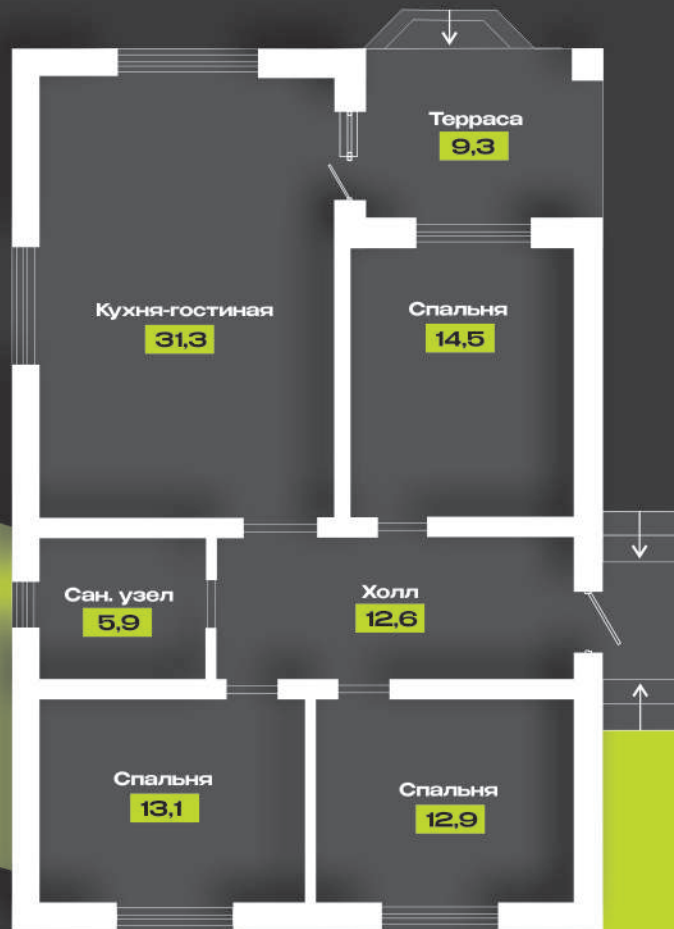 Терраса
9,3
Кухня-гостиная
31,3
Спальня
14,5
Сан. узел
5,9
Холл
12,6
Спальня
13,1
Спальня
12,9